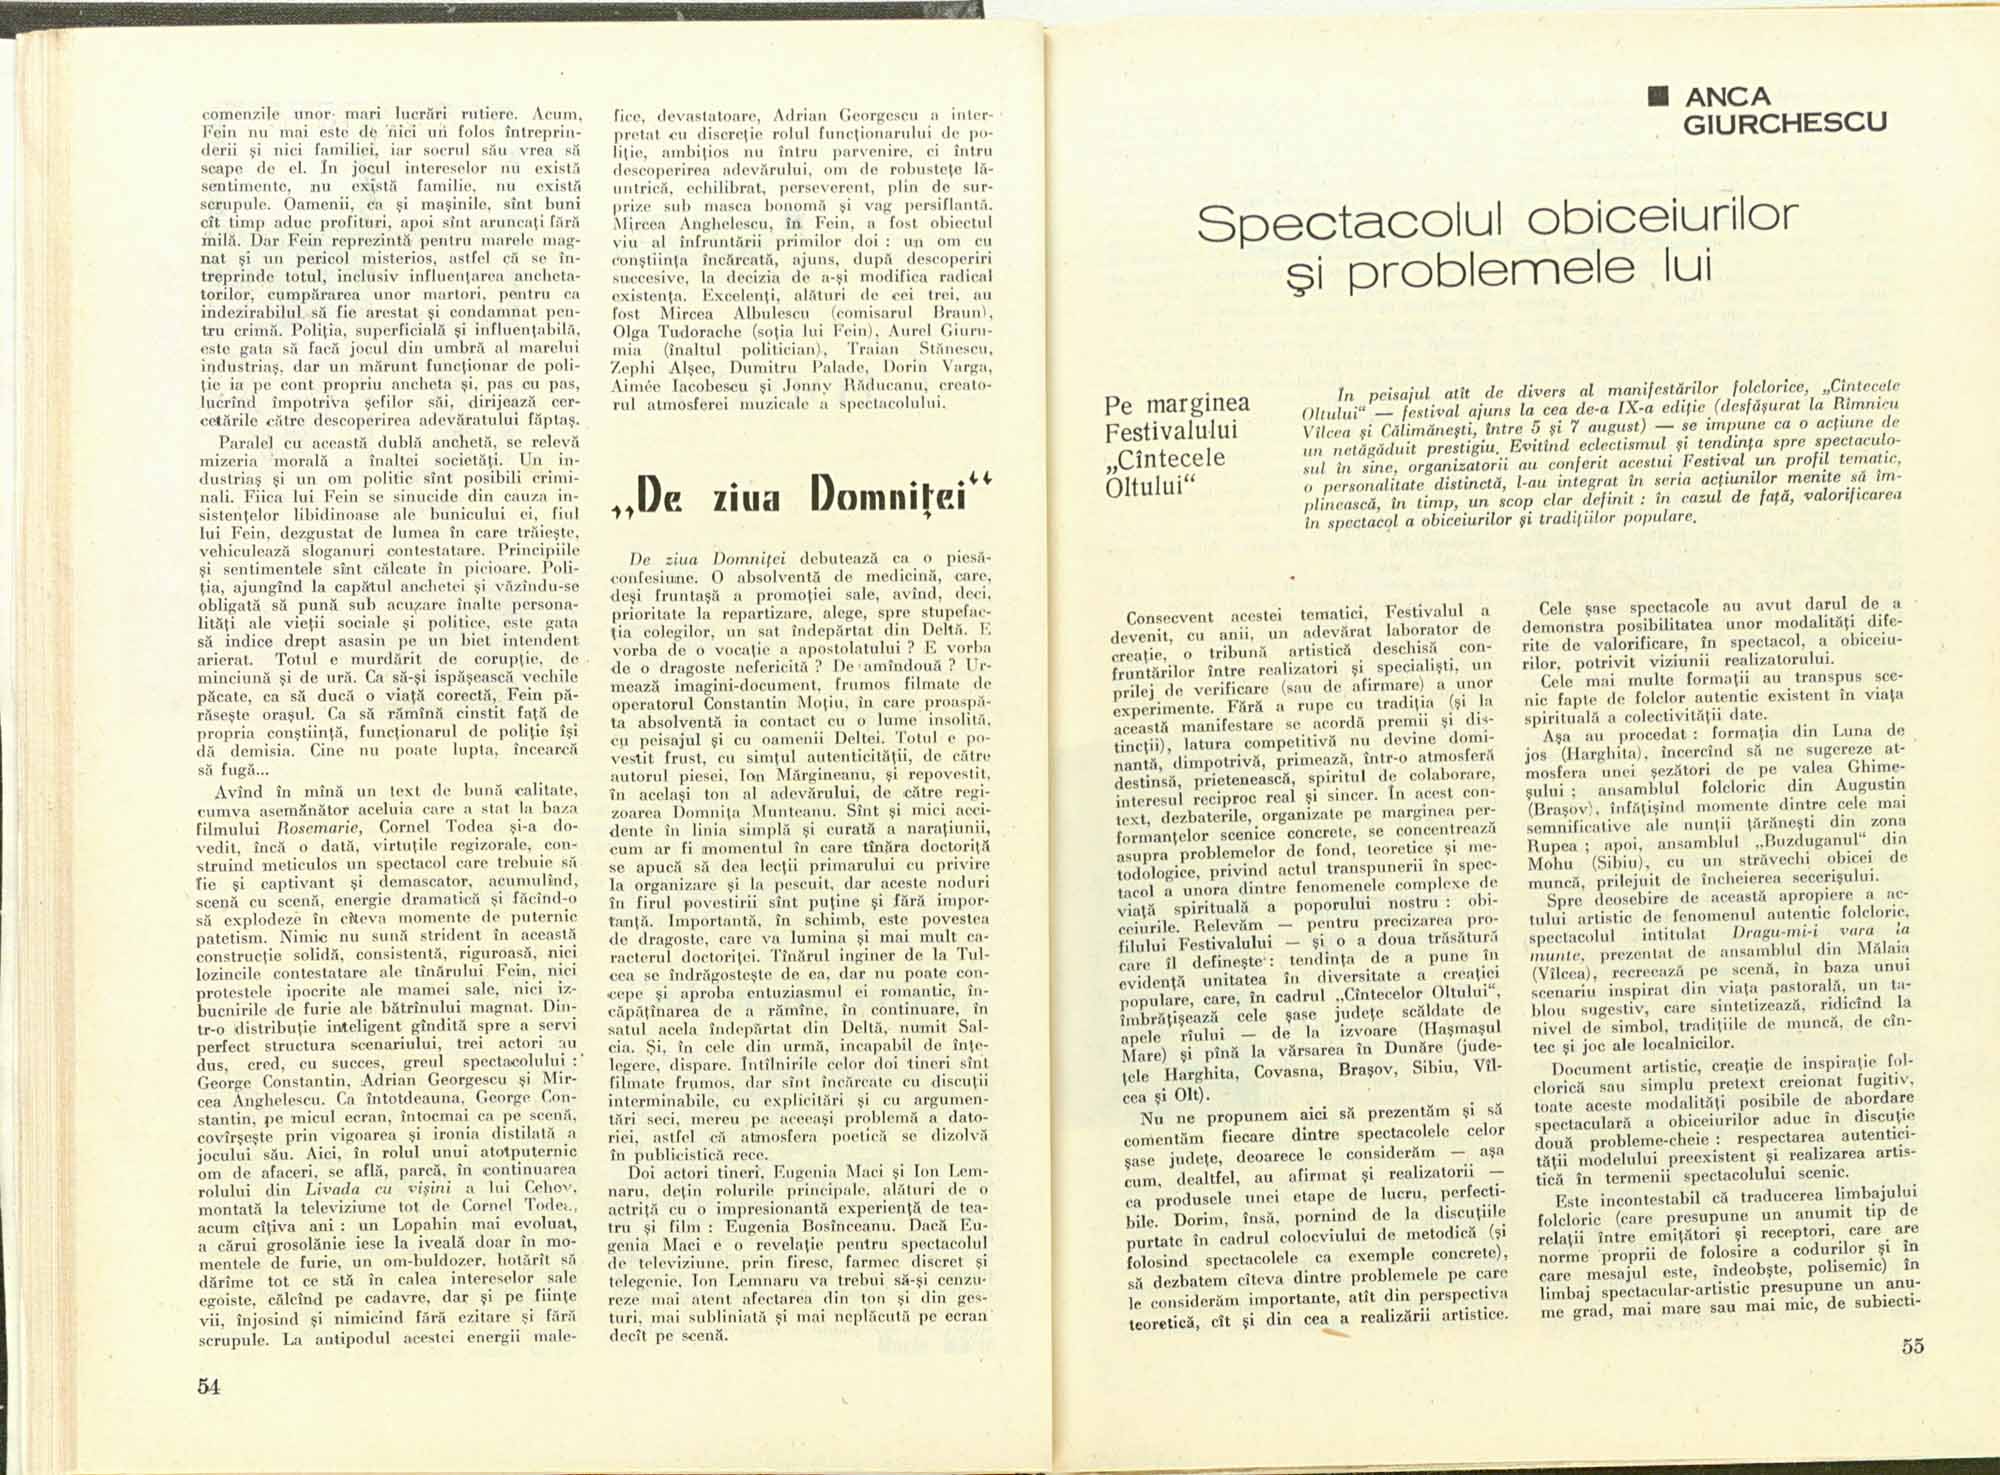 comenzile unor mari lucrări rutiere. Acum,
Fein nu mai este de nici un folos întreprin-
derii și nici familiei, iar socrul său vrea să
scape de el. În jocul intereselor nu există
sentimente, nu există familie, nu există
scrupule. Oamenii, ca și mașinile, sînt buni
cît timp aduc profituri, apoi sînt aruncați fără
milă. Dar Fein reprezintă pentru marele mag-
nat și un pericol misterios, astfel că se în-
treprinde totul, inclusiv influențarea ancheta-
torilor, cumpărarea unor martori, pentru ca
indezirabilul să fie arestat și condamnat pen-
tru crimă. Poliția, superficială și influențabilă,
este gata să facă jocul din umbră al marelui
industriaș, dar un mărunt funcționar de poli-
ție ia pe cont propriu ancheta și, pas cu pas,
lucrînd împotriva șefilor săi, dirijează cer-
cetările către descoperirea adevăratului făptaș.
Paralel cu această dublă anchetă, se relevă
mizeria morală a înaltei societăți. Un in-
dustriaș și un om politic sînt posibili crimi-
nali. Fiica lui Fein se sinucide din cauza in-
sistențelor libidinoase ale bunicului ei, fiul
lui Fein, dezgustat de lumea în care trăiește,
vehiculează sloganuri contestatare. Principiile
și sentimentele sînt călcate în picioare. Poli-
ția, ajungînd la capătul anchetei și văzîndu-se
obligată să pună sub acuzare înalte persona-
lități ale vieții sociale și politice, este gata
să indice drept asasin pe un biet intendent
arierat. Totul e murdărit de corupție, de
minciună și de ură. Ca să-și ispășească vechile
păcate, ca să ducă o viață corectă, Fein pă-
răsește orașul. Ca să rămînă cinstit față de
propria conștiință, funcționarul de poliție își
dă demisia. Cine nu poate lupta, încearcă
să fugă...
Avînd în mînă un text de bună calitate,
cumva asemănător aceluia care a stat la baza
filmului Rosemarie, Cornel Todea și-a do-
vedit, încă o dată, virtuțile regizorale, con-
struind meticulos un spectacol care trebuie să
fie și captivant și demascator, acumulînd,
scenă cu scenă, energie dramatică și făcînd-o
să explodeze în cîteva momente de puternic
patetism. Nimic nu sună strident în această
construcție solidă, consistentă, riguroasă, nici
lozincile contestatare ale tînărului Fein, nici
protestele ipocrite ale mamei sale, nici iz-
bucnirile de furie ale bătrînului magnat. Din-
tr-o distribuție inteligent gîndită spre a servi
perfect structura scenariului, trei actori au
dus, cred, cu succes, greul spectacolului :
George Constantin, Adrian Georgescu și Mir-
cea Anghelescu. Ca întotdeauna, George Con-
stantin, pe micul ecran, întocmai ca pe scenă,
covîrșește prin vigoarea și ironia distilată a
jocului său. Aici, în rolul unui atotputernic
om de afaceri, se află, parcă, în continuarea
rolului din Livada cu vișini a lui Cehov,
montată la televiziune tot de Cornel Todea,
acum cîțiva ani : un Lopahin mai evoluat,
a cărui grosolănie iese la iveală doar în mo-
mentele de furie, un om-buldozer, hotărît să
dărîme tot ce stă în calea intereselor sale
egoiste, călcînd pe cadavre, dar și pe ființe
vii, înjosind și nimicind fără ezitare și fără
scrupule. La antipodul acestei energii male-
54
fice, devastatoare, Adrian Georgescu a inter-
pretat cu discreție rolul funcționarului de po-
liție, ambițios nu întru parvenire, ci întru
descoperirea adevărului, om de robustețe lă-
untrică, echilibrat, perseverent, plin de sur-
prize sub masca bonomă și vag persiflantă.
Mircea Anghelescu, în Fein, a fost obiectul
viu al înfruntării primilor doi : un om cu
conștiința încărcată, ajuns, după descoperiri
succesive, la decizia de a-și modifica radical
existența. Excelenți, alături de cei trei, au
fost Mircea Albulescu (comisarul Braun),
Olga Tudorache (soția lui Fein), Aurel Giuru-
mia (înaltul politician), Traian Stănescu,
Zephi Alșec, Dumitru Palade, Dorin Varga,
Aimée Iacobescu și Jonny Răducanu, creato-
rul atmosferei muzicale a spectacolului.
„De ziua Domniței“
De ziua Domniței debutează ca o piesă-
confesiune. O absolventă de medicină, care,
deși fruntașă a promoției sale, avînd, deci,
prioritate la repartizare, alege, spre stupefac-
ția colegilor, un sat îndepărtat din Deltă. E
vorba de o vocație a apostolatului ? E vorba
de o dragoste nefericită ? De amîndouă ? Ur-
mează imagini-document, frumos filmate de
operatorul Constantin Moțiu, în care proaspă-
ta absolventă ia contact cu o lume insolită,
cu peisajul și cu oamenii Deltei. Totul e po-
vestit frust, cu simțul autenticității, de către
autorul piesei, Ion Mărgineanu, și repovestit,
în același ton al adevărului, de către regi-
zoarea Domnița Munteanu. Sînt și mici acci-
dente în linia simplă și curată a narațiunii,
cum ar fi momentul în care tînăra doctoriță
se apucă să dea lecții primarului cu privire
la organizare și la pescuit, dar aceste noduri
în firul povestirii sînt puține și fără impor-
tanță. Importantă, în schimb, este povestea
de dragoste, care va lumina și mai mult ca-
racterul doctoriței. Tînărul inginer de la Tul-
cea se îndrăgostește de ea, dar nu poate con-
cepe și aproba entuziasmul ei romantic, în-
căpățînarea de a rămîne, în continuare, în
satul acela îndepărtat din Deltă, numit Sal-
cia. Și, în cele din urmă, incapabil de înțe-
legere, dispare. Întîlnirile celor doi tineri sînt
filmate frumos, dar sînt încărcate cu discuții
interminabile, cu explicitări și cu argumen-
tări seci, mereu pe aceeași problemă a dato-
riei, astfel că atmosfera poetică se dizolvă
în publicistică rece.
Doi actori tineri, Eugenia Maci și Ion Lem-
naru, dețin rolurile principale, alături de o
actriță cu o impresionantă experiență de tea-
tru și film : Eugenia Bosînceanu. Dacă Eu-
genia Maci e o revelație pentru spectacolul
de televiziune, prin firesc, farmec discret și
telegenie, Ion Lemnaru va trebui să-și cenzu-
reze mai atent afectarea din ton și din ges-
turi, mai subliniată și mai neplăcută pe ecran
decît pe scenă.
■ ANCA
GIURCHESCU
Spectacolul obiceiurilor
și problemele lui
Pe marginea
Festivalului
„Cîntecele
Oltului“
În peisajul atît de divers al manifestărilor folclorice, „Cîntecele
Oltului“ — festival ajuns la cea de-a IX-a ediție (desfășurat la Rîmnicu
Vîlcea și Călimănești, între 5 și 7 august) — se impune ca o acțiune de
un netăgăduit prestigiu. Evitînd eclectismul și tendința spre spectaculo-
sul în sine, organizatorii au conferit acestui Festival un profil tematic,
o personalitate distinctă, l-au integrat în seria acțiunilor menite să îm-
plinească, în timp, un scop clar definit : în cazul de față, valorificarea
în spectacol a obiceiurilor și tradițiilor populare.
Consecvent acestei tematici, Festivalul a
devenit, cu anii, un adevărat laborator de
creație, o tribună artistică deschisă con-
fruntărilor între realizatori și specialiști, un
prilej de verificare (sau de afirmare) a unor
experimente. Fără a rupe cu tradiția (și la
această manifestare se acordă premii și dis-
tincții), latura competitivă nu devine domi-
nantă, dimpotrivă, primează, într-o atmosferă
destinsă, prietenească, spiritul de colaborare,
interesul reciproc real și sincer. În acest con-
text, dezbaterile, organizate pe marginea per-
formanțelor scenice concrete, se concentrează
asupra problemelor de fond, teoretice și me-
todologice, privind actul transpunerii în spec-
tacol a unora dintre fenomenele complexe de
viață spirituală a poporului nostru : obi-
ceiurile. Relevăm — pentru precizarea pro-
filului Festivalului — și o a doua trăsătură
care îl definește : tendința de a pune în
evidență unitatea în diversitate a creației
populare, care, în cadrul „Cîntecelor Oltului“,
îmbrățișează cele șase județe scăldate de
apele rîului — de la izvoare (Hașmașul
Mare) și pînă la vărsarea în Dunăre (jude-
țele Harghita, Covasna, Brașov, Sibiu, Vîl-
cea și Olt).
Nu ne propunem aici să prezentăm și să
comentăm fiecare dintre spectacolele celor
șase județe, deoarece le considerăm — așa
cum, dealtfel, au afirmat și realizatorii —
ca produsele unei etape de lucru, perfecti-
bile. Dorim, însă, pornind de la discuțiile
purtate în cadrul colocviului de metodică (și
folosind spectacolele ca exemple concrete),
să dezbatem cîteva dintre problemele pe care
le considerăm importante, atît din perspectiva
teoretică, cît și din cea a realizării artistice.
Cele șase spectacole au avut darul de a
demonstra posibilitatea unor modalități dife-
rite de valorificare, în spectacol, a obiceiu-
rilor, potrivit viziunii realizatorului.
Cele mai multe formații au transpus sce-
nic fapte de folclor autentic existent în viața
spirituală a colectivității date.
Așa au procedat : formația din Luna de
jos (Harghita), încercînd să ne sugereze at-
mosfera unei șezători de pe valea Ghime-
șului ; ansamblul folcloric din Augustin
(Brașov), înfățișînd momente dintre cele mai
semnificative ale nunții țărănești din zona
Rupea ; apoi, ansamblul „Buzduganul“ din
Mohu (Sibiu), cu un străvechi obicei de
muncă, prilejuit de încheierea secerișului.
Spre deosebire de această apropiere a ac-
tului artistic de fenomenul autentic folcloric,
spectacolul intitulat Dragu-mi-i vara la
munte, prezentat de ansamblul din Mălaia
(Vîlcea), recrează pe scenă, în baza unui
scenariu inspirat din viața pastorală, un ta-
blou sugestiv, care sintetizează, ridicînd la
nivel de simbol, tradițiile de muncă, de cîn-
tec și joc ale localnicilor.
Document artistic, creație de inspirație fol-
clorică sau simplu pretext creionat fugitiv,
toate aceste modalități posibile de abordare
spectaculară a obiceiurilor aduc în discuție
două probleme-cheie : respectarea autentici-
tății modelului preexistent și realizarea artis-
tică în termenii spectacolului scenic.
Este incontestabil că traducerea limbajului
folcloric (care presupune un anumit tip de
relații între emițători și receptori, care are
norme proprii de folosire a codurilor și în
care mesajul este, îndeobște, polisemic) în
limbaj spectacular-artistic presupune un anu-
me grad, mai mare sau mai mic, de subiecti-
55